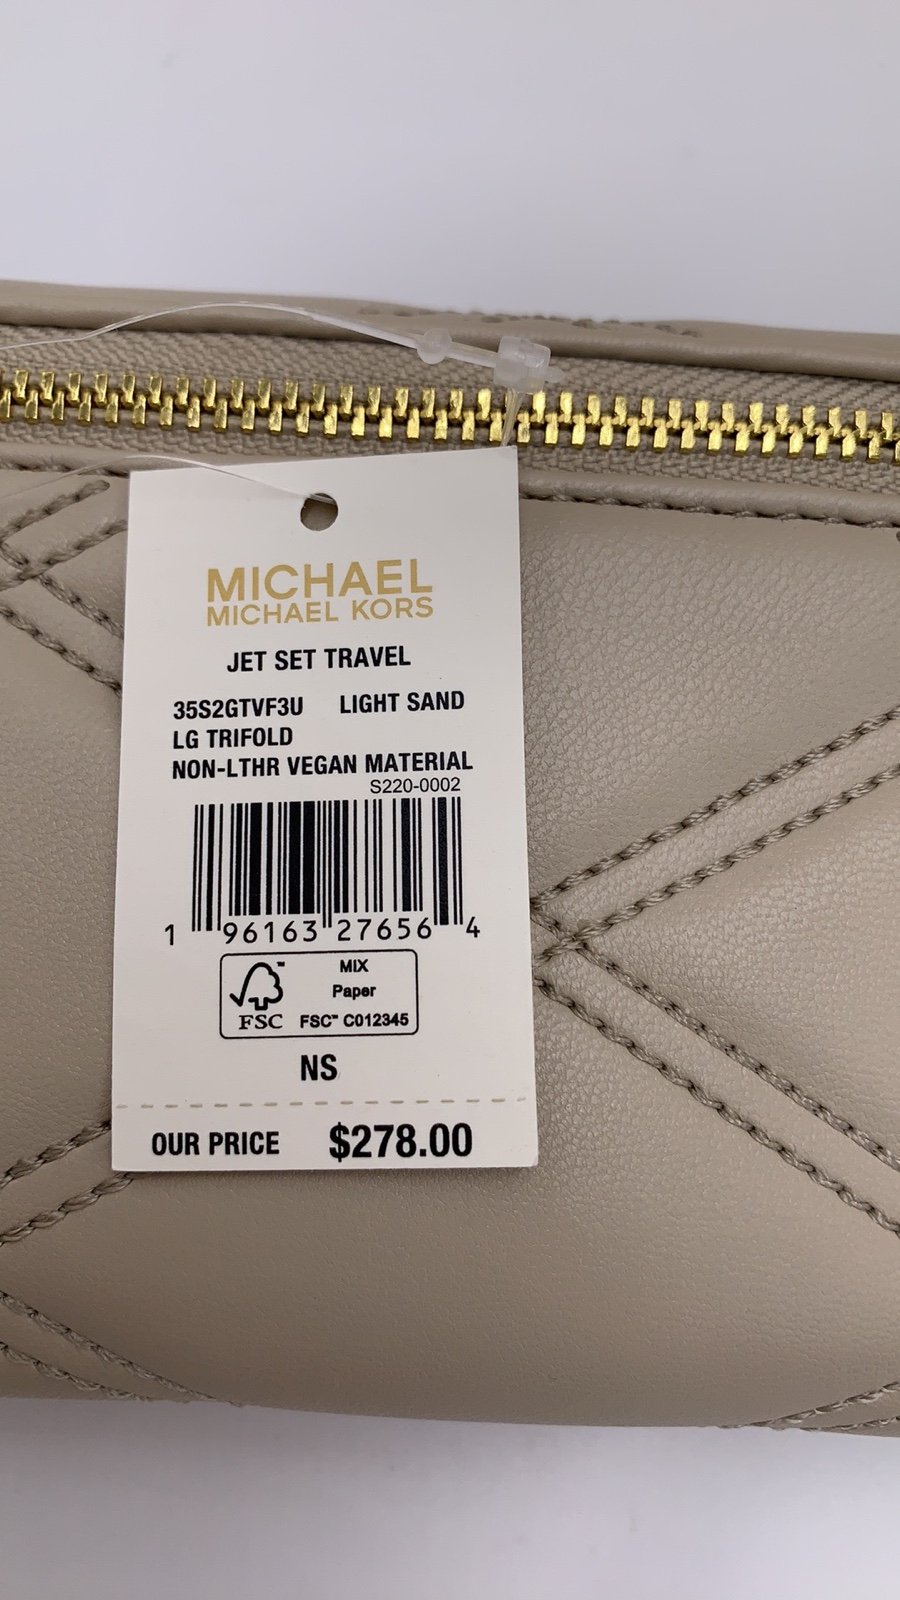 MICHAEL
MICHAEL KORS
JET SET TRAVEL
35S2GTVF3U LIGHT SAND
LG TRIFOLD
NON-LTHR VEGAN MATERIAL
S220-0002
1 96163 27656 4
FSC™
MIX
Paper
FSC™ C012345
NS
OUR PRICE $278.00